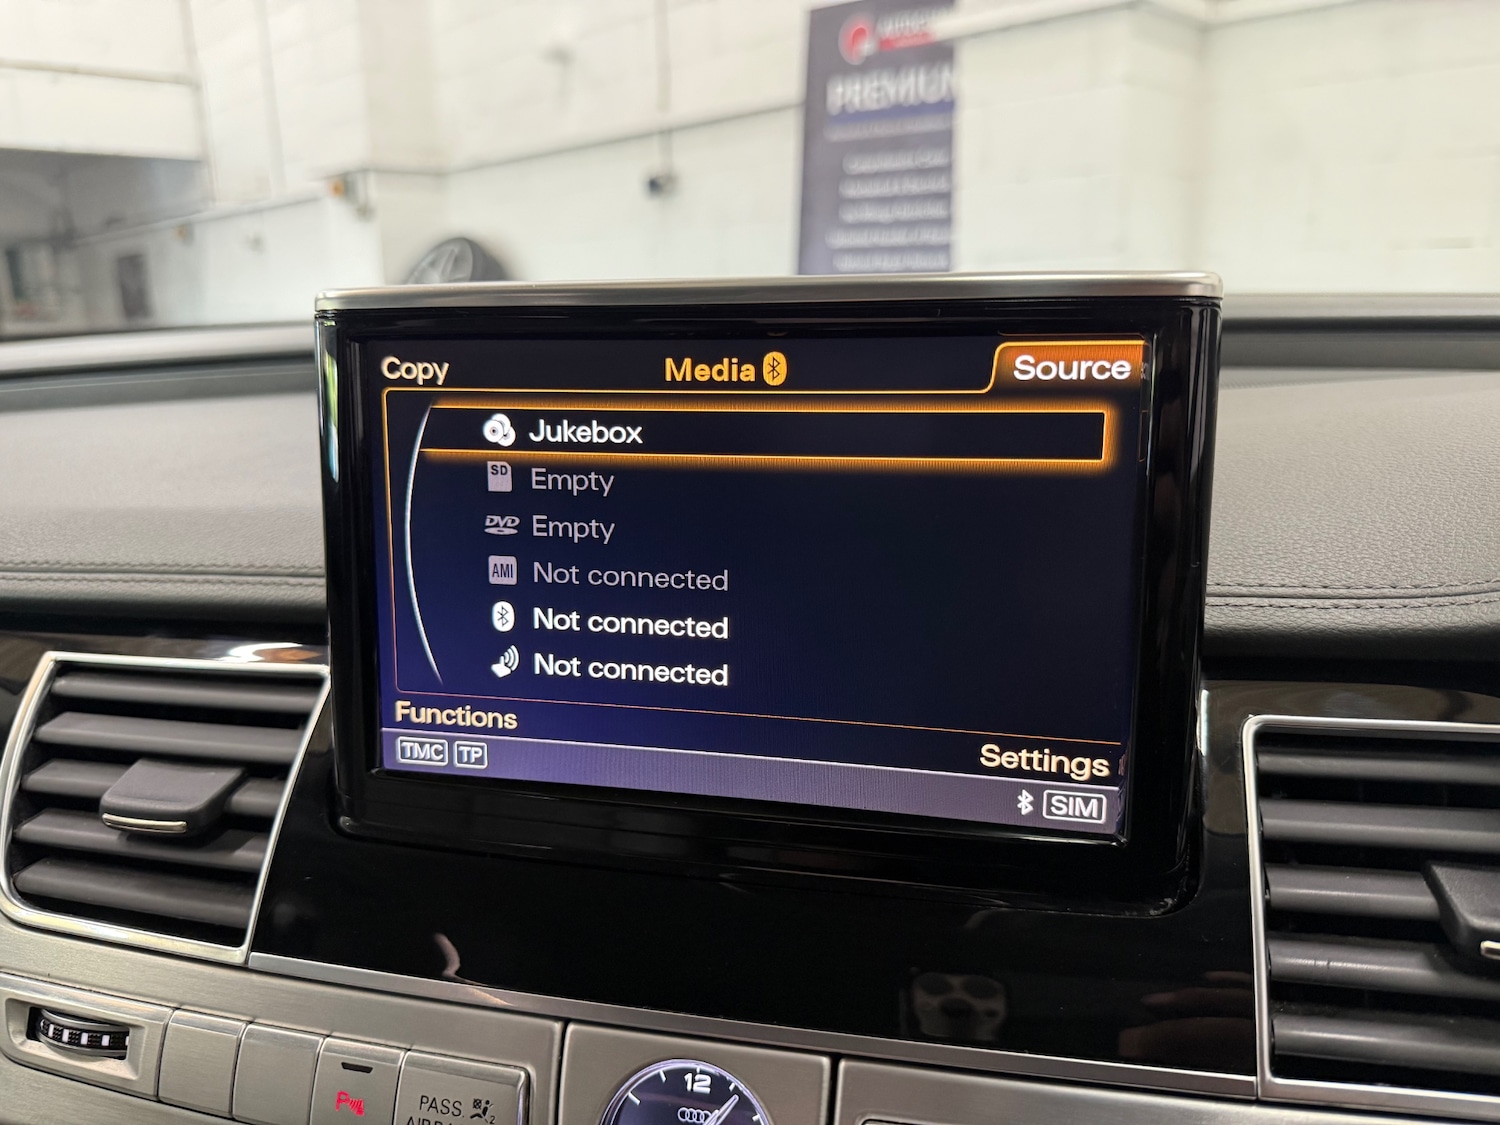 PREMIUM
Copy
Media
Source
Jukebox
SD
Empty
DVD
Empty
AMI
Not connected
Not connected
Not connected
Functions
Settings
TMC TP
SIM
PASS.
12